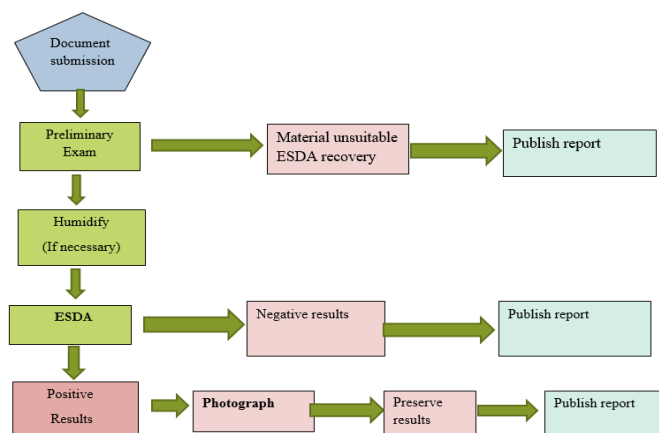 Document
submission
Preliminary
Exam
Material unsuitable
ESDA recovery
Publish report
Humidify
(If necessary)
ESDA
Negative results
Publish report
Positive
Results
Photograph
Preserve
results
Publish report